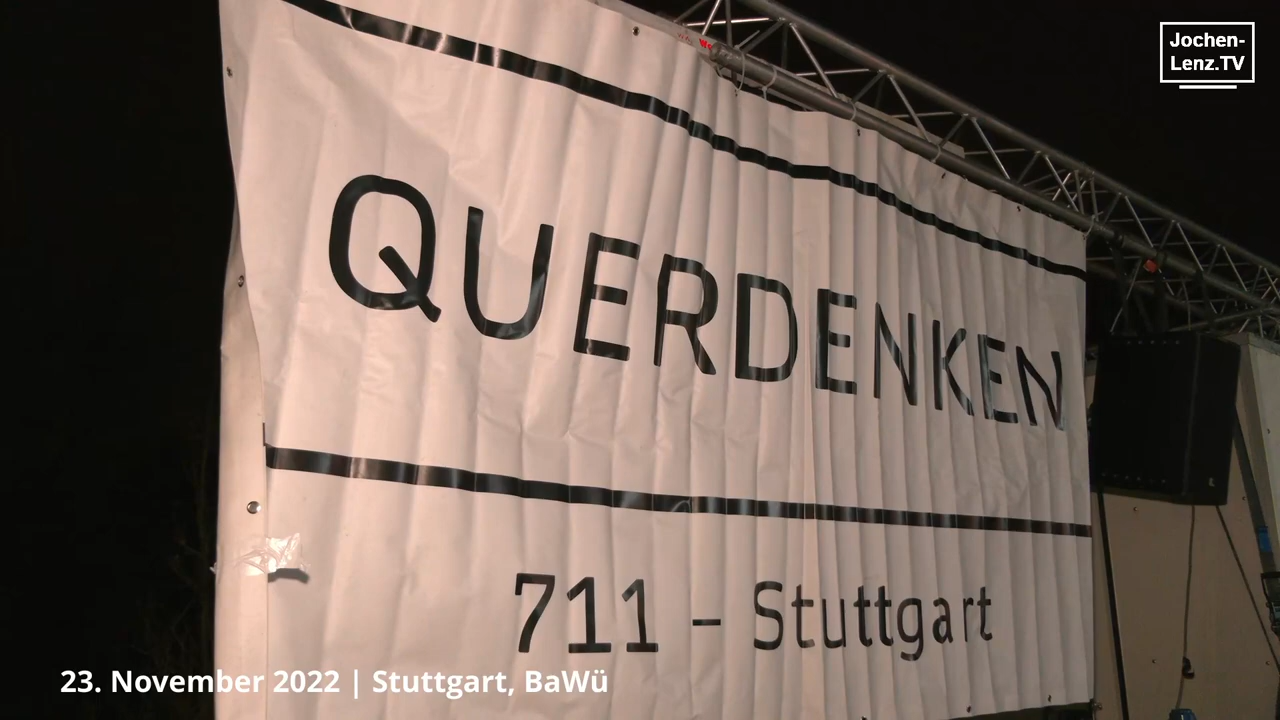 Jochen-
Lenz.TV
QUERDENKEN
711 - Stuttgart
23. November 2022 | Stuttgart, BaWü